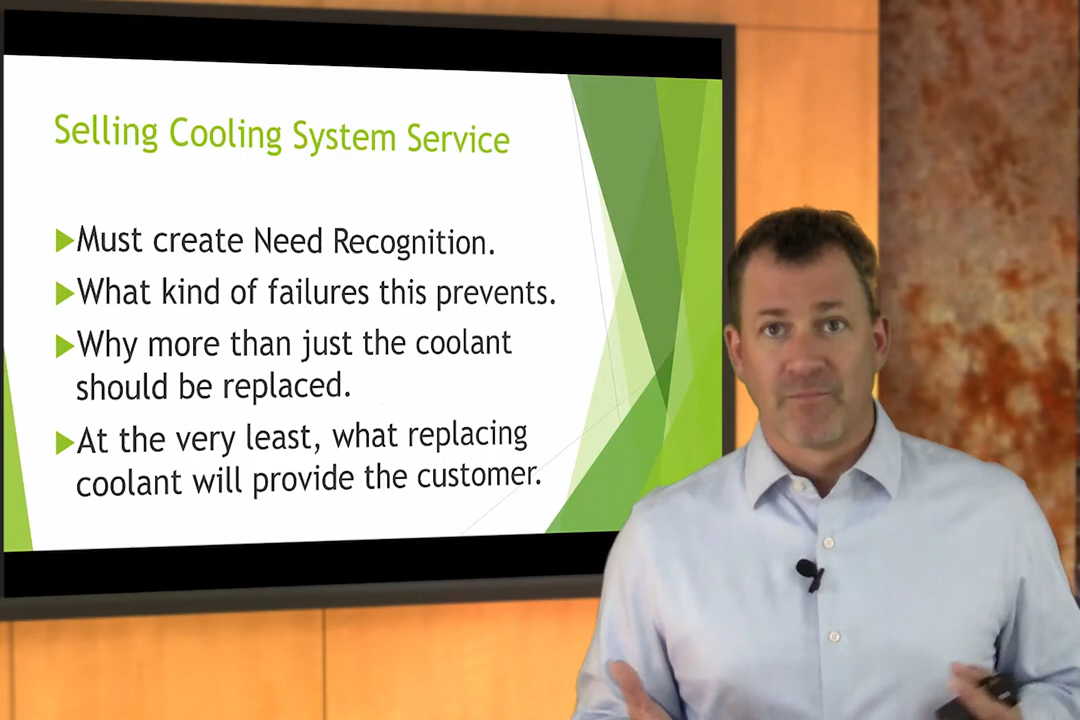 Selling Cooling System Service
Must create Need Recognition.
What kind of failures this prevents.
Why more than just the coolant
should be replaced.
At the very least, what replacing
coolant will provide the customer.